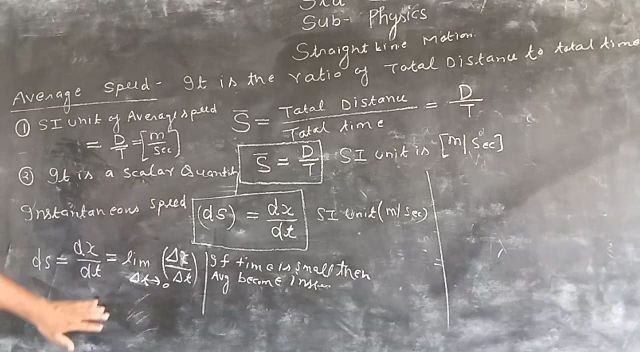 Sub- Physics
Straight Line Motion.
Average Speed- It is the ratio of Total Distance to total time
① SI unit of Average speed
= D/T = [m/sec]
S̅ = Total Distance/Total time = D/T
② It is a scalar Quantity
S̅ = D/T SI unit is [m/sec]
Instantaneous speed (ds) = dx/dt SI unit (m/sec)
ds = dx/dt = lim Δt→0 (Δx/Δt) | If time is small then
Avg become